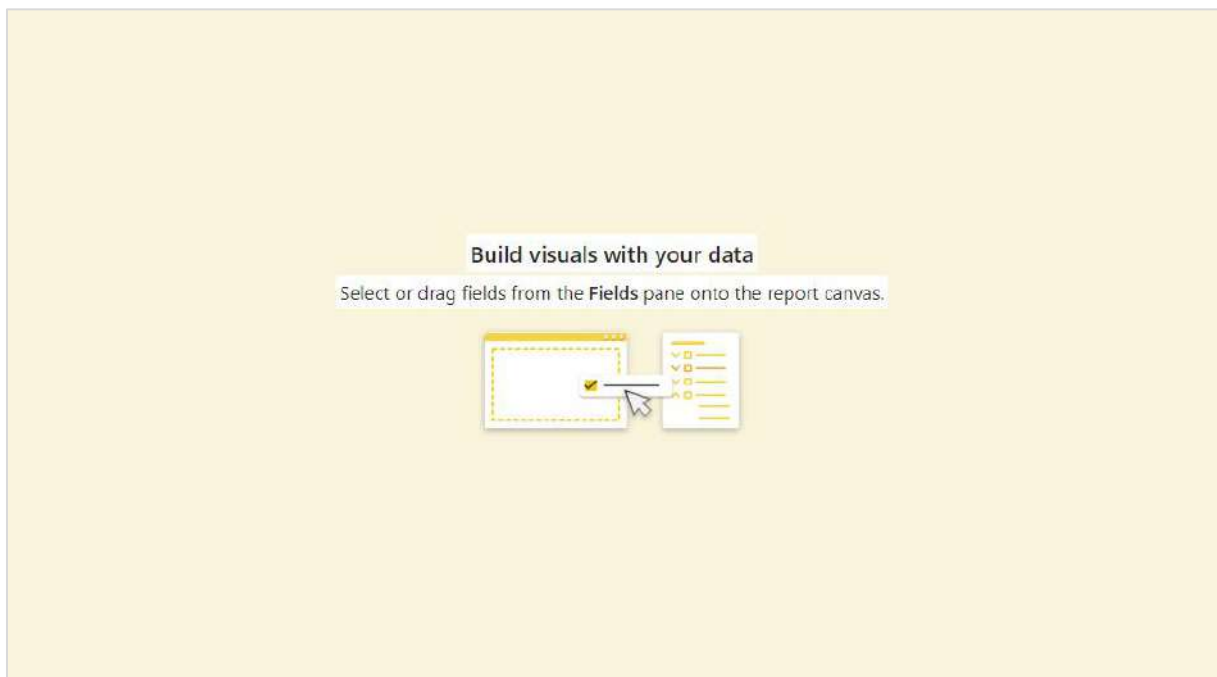 Build visuals with your data
Select or drag fields from the Fields pane onto the report canvas.